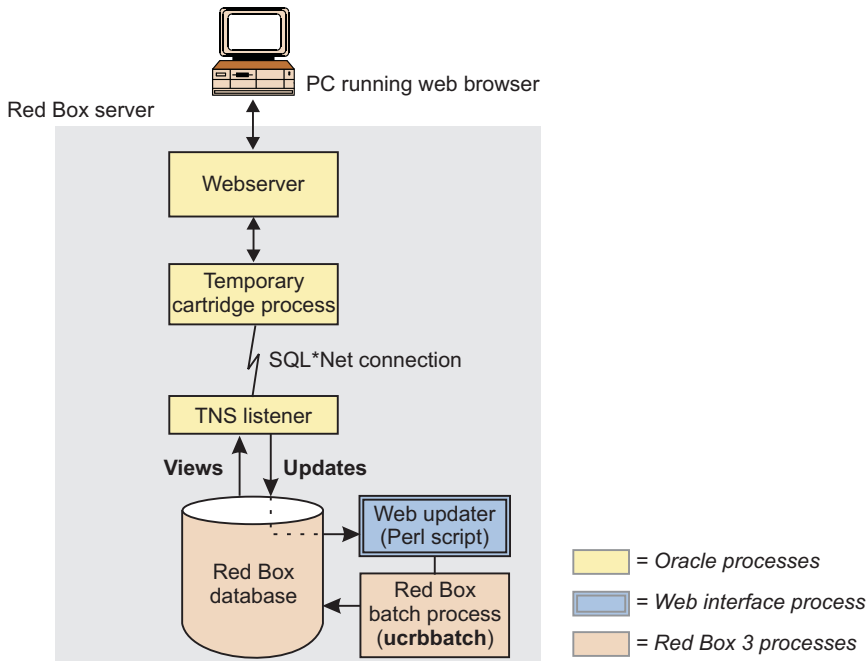 PC running web browser
Red Box server
Webserver
Temporary
cartridge process
SQL*Net connection
TNS listener
Views
Updates
Web updater
(Perl script)
Red Box
database
Red Box
batch process
(ucrbbatch)
= Oracle processes
= Web interface process
= Red Box 3 processes